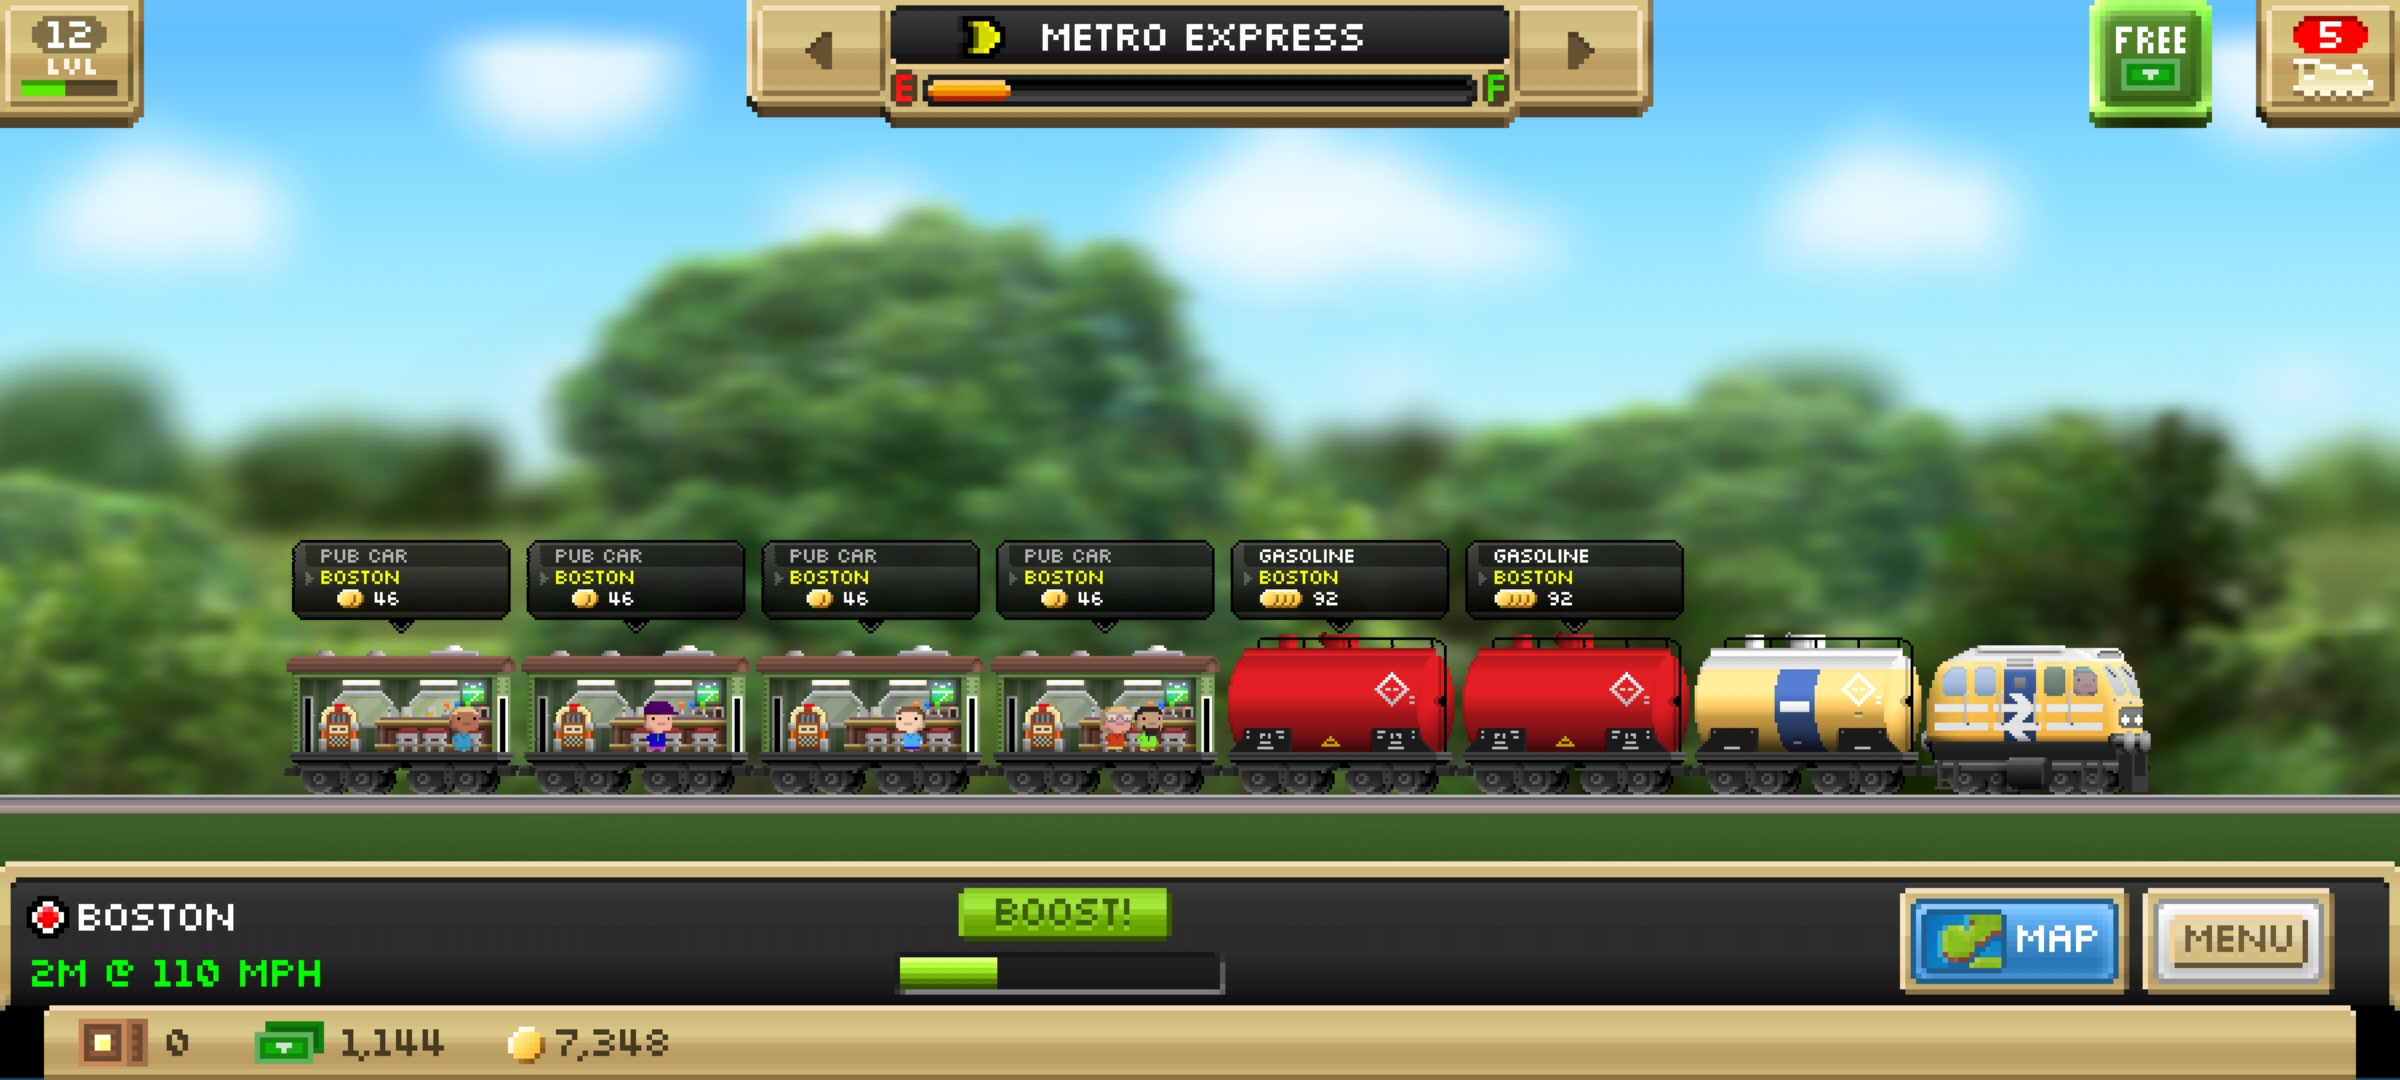 12
LVL
METRO EXPRESS
E F
FREE
5
PUB CAR
BOSTON
46
PUB CAR
BOSTON
46
PUB CAR
BOSTON
46
PUB CAR
BOSTON
46
GASOLINE
BOSTON
92
GASOLINE
BOSTON
92
BOSTON
2M @ 110 MPH
BOOST!
MAP
MENU
0
1,144
7,348